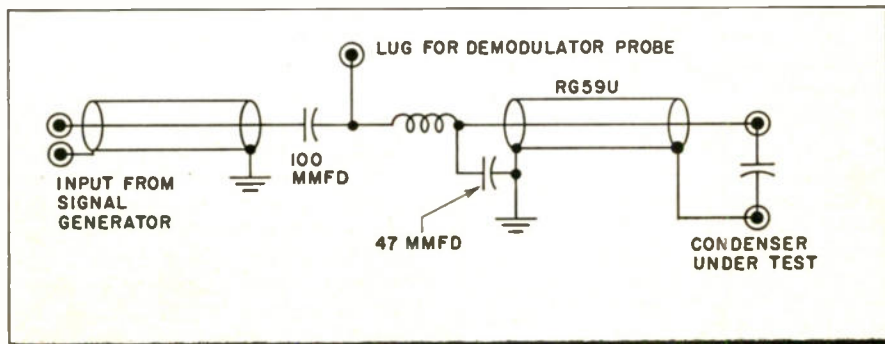 LUG FOR DEMODULATOR PROBE
RG59U
100
MMFD
INPUT FROM
SIGNAL
GENERATOR
47 MMFD
CONDENSER
UNDER TEST